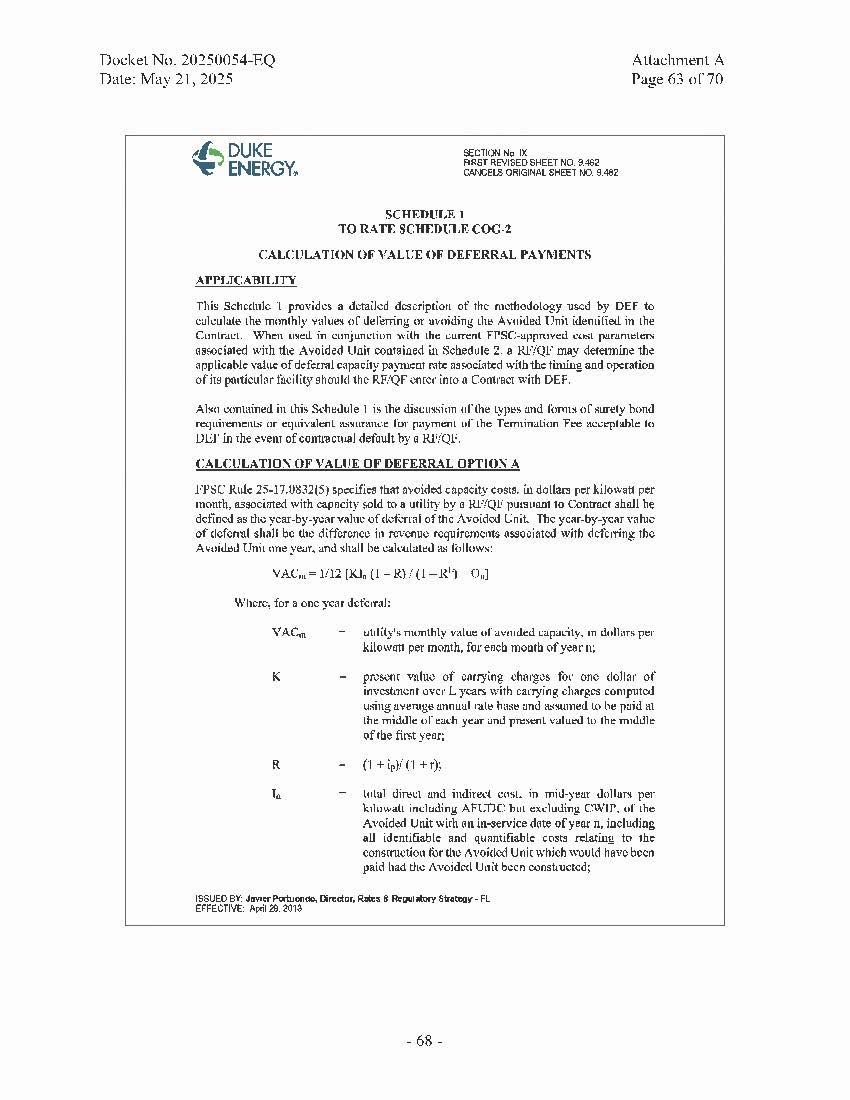 Docket No. 20250054-EQ
Date: May 21, 2025
Attachment A
Page 63 of 70
DUKE
ENERGY®
SECTION No. IX
FIRST REVISED SHEET NO. 9.462
CANCELS ORIGINAL SHEET NO. 9.462
SCHEDULE 1
TO RATE SCHEDULE COG-2
CALCULATION OF VALUE OF DEFERRAL PAYMENTS
APPLICABILITY
This Schedule 1 provides a detailed description of the methodology used by DEF to
calculate the monthly values of deferring or avoiding the Avoided Unit identified in the
Contract. When used in conjunction with the current FPSC-approved cost parameters
associated with the Avoided Unit contained in Schedule 2, a RF/QF may determine the
applicable value of deferral capacity payment rate associated with the timing and operation
of its particular facility should the RF/QF enter into a Contract with DEF.
Also contained in this Schedule 1 is the discussion of the types and forms of surety bond
requirements or equivalent assurance for payment of the Termination Fee acceptable to
DEF in the event of contractual default by a RF/QF.
CALCULATION OF VALUE OF DEFERRAL OPTION A
FPSC Rule 25-17.0832(5) specifies that avoided capacity costs, in dollars per kilowatt per
month, associated with capacity sold to a utility by a RF/QF pursuant to Contract shall be
defined as the year-by-year value of deferral of the Avoided Unit. The year-by-year value
of deferral shall be the difference in revenue requirements associated with deferring the
Avoided Unit one year, and shall be calculated as follows:
VACm = 1/12 [KIn (1 – R) / (1 – R^L) On]
Where, for a one year deferral:
VACm = utility's monthly value of avoided capacity, in dollars per
kilowatt per month, for each month of year n;
K = present value of carrying charges for one dollar of
investment over L years with carrying charges computed
using average annual rate base and assumed to be paid at
the middle of each year and present valued to the middle
of the first year;
R = (1 + ip)/ (1 + r);
In = total direct and indirect cost, in mid-year dollars per
kilowatt including AFUDC but excluding CWIP, of the
Avoided Unit with an in-service date of year n, including
all identifiable and quantifiable costs relating to the
construction for the Avoided Unit which would have been
paid had the Avoided Unit been constructed;
ISSUED BY: Javier Portuondo, Director, Rates & Regulatory Strategy - FL
EFFECTIVE: April 29, 2013
- 68 -